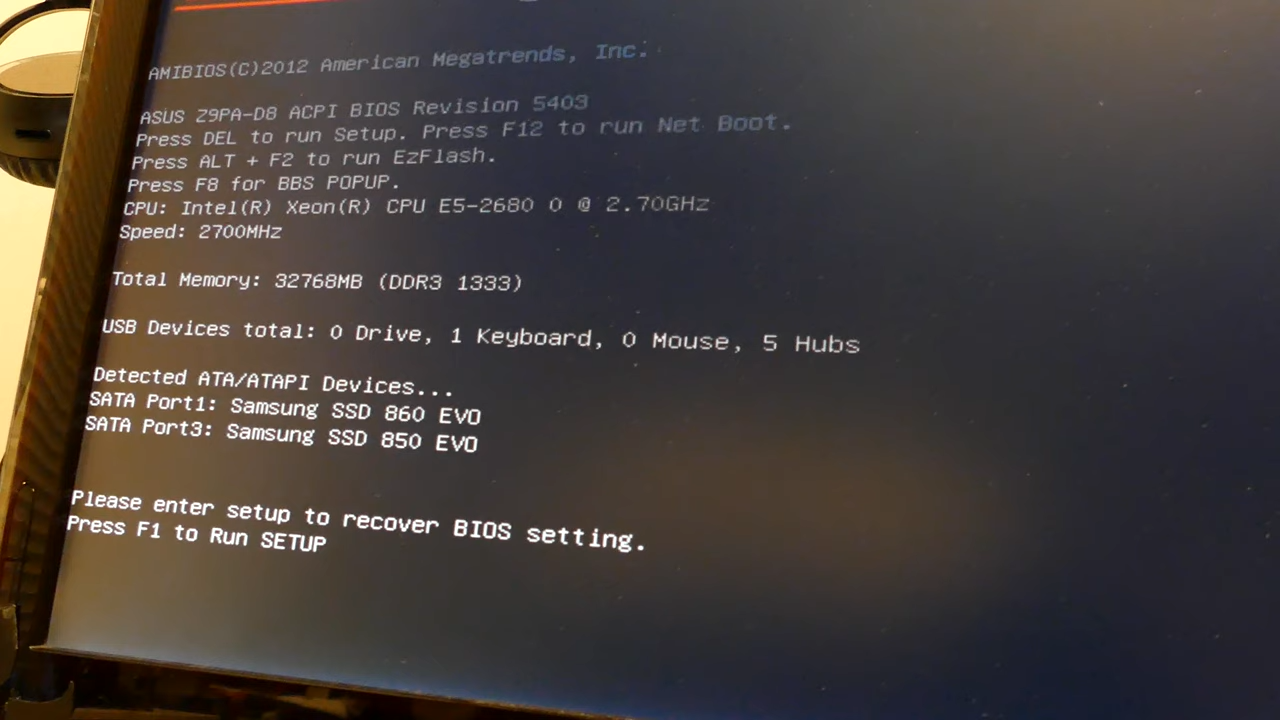 AMIBIOS(C)2012 American Megatrends, Inc.
ASUS Z9PA-D8 ACPI BIOS Revision 5403
Press DEL to run Setup. Press F12 to run Net Boot.
Press ALT + F2 to run EzFlash.
Press F8 for BBS POPUP.
CPU: Intel(R) Xeon(R) CPU E5-2680 0 @ 2.70GHz
Speed: 2700MHz
Total Memory: 32768MB (DDR3 1333)
USB Devices total: 0 Drive, 1 Keyboard, 0 Mouse, 5 Hubs
Detected ATA/ATAPI Devices...
SATA Port1: Samsung SSD 860 EVO
SATA Port3: Samsung SSD 850 EVO
Please enter setup to recover BIOS setting.
Press F1 to Run SETUP